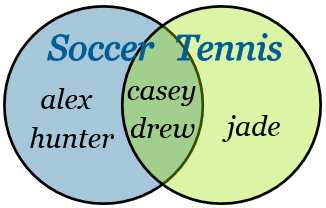 Soccer Tennis
alex casey
hunter drew jade